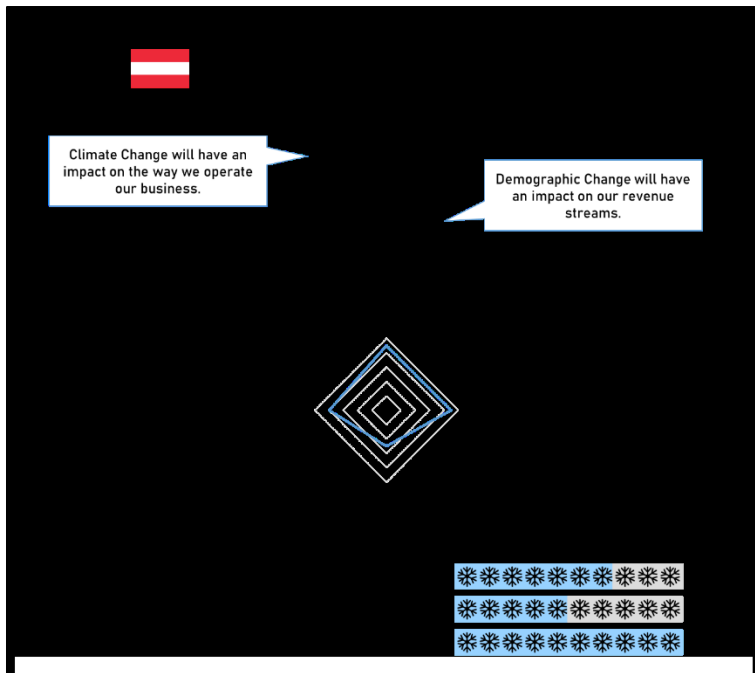 Climate Change will have an
impact on the way we operate
our business.
Demographic Change will have
an impact on our revenue
streams.